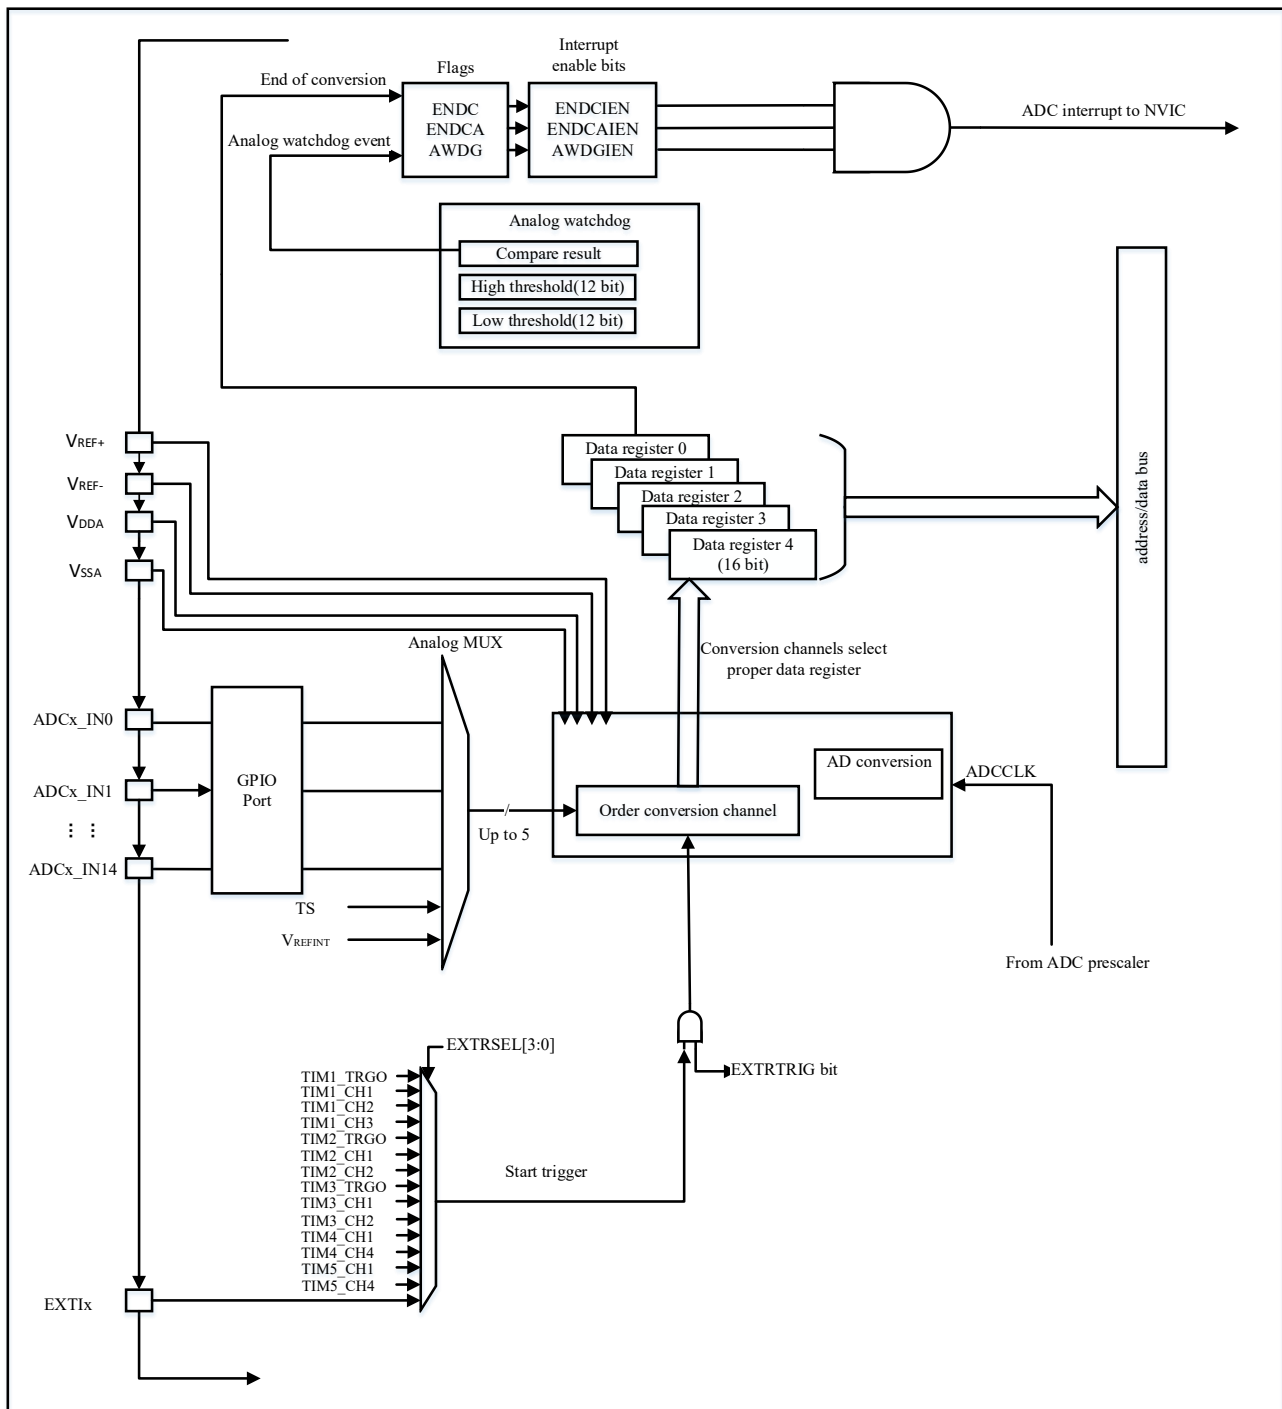 Interrupt
enable bits
Flags
End of conversion
ENDC
ENDCA
AWDG
ENDCIEN
ENDCAIEN
AWDGIEN
ADC interrupt to NVIC
Analog watchdog event
Analog watchdog
Compare result
High threshold(12 bit)
Low threshold(12 bit)
address/data bus
VREF+
VREF-
VDDA
VSSA
Data register 0
Data register 1
Data register 2
Data register 3
Data register 4
(16 bit)
Conversion channels select
proper data register
Analog MUX
ADCx_IN0
ADCx_IN1
⋮ ⋮
ADCx_IN14
GPIO
Port
TS
VREFINT
Up to 5
Order conversion channel
AD conversion
ADCCLK
From ADC prescaler
EXTRSEL[3:0]
EXTRTRIG bit
TIM1_TRGO
TIM1_CH1
TIM1_CH2
TIM1_CH3
TIM2_TRGO
TIM2_CH1
TIM2_CH2
TIM3_TRGO
TIM3_CH1
TIM3_CH2
TIM4_CH1
TIM4_CH4
TIM5_CH1
TIM5_CH4
Start trigger
EXTIx